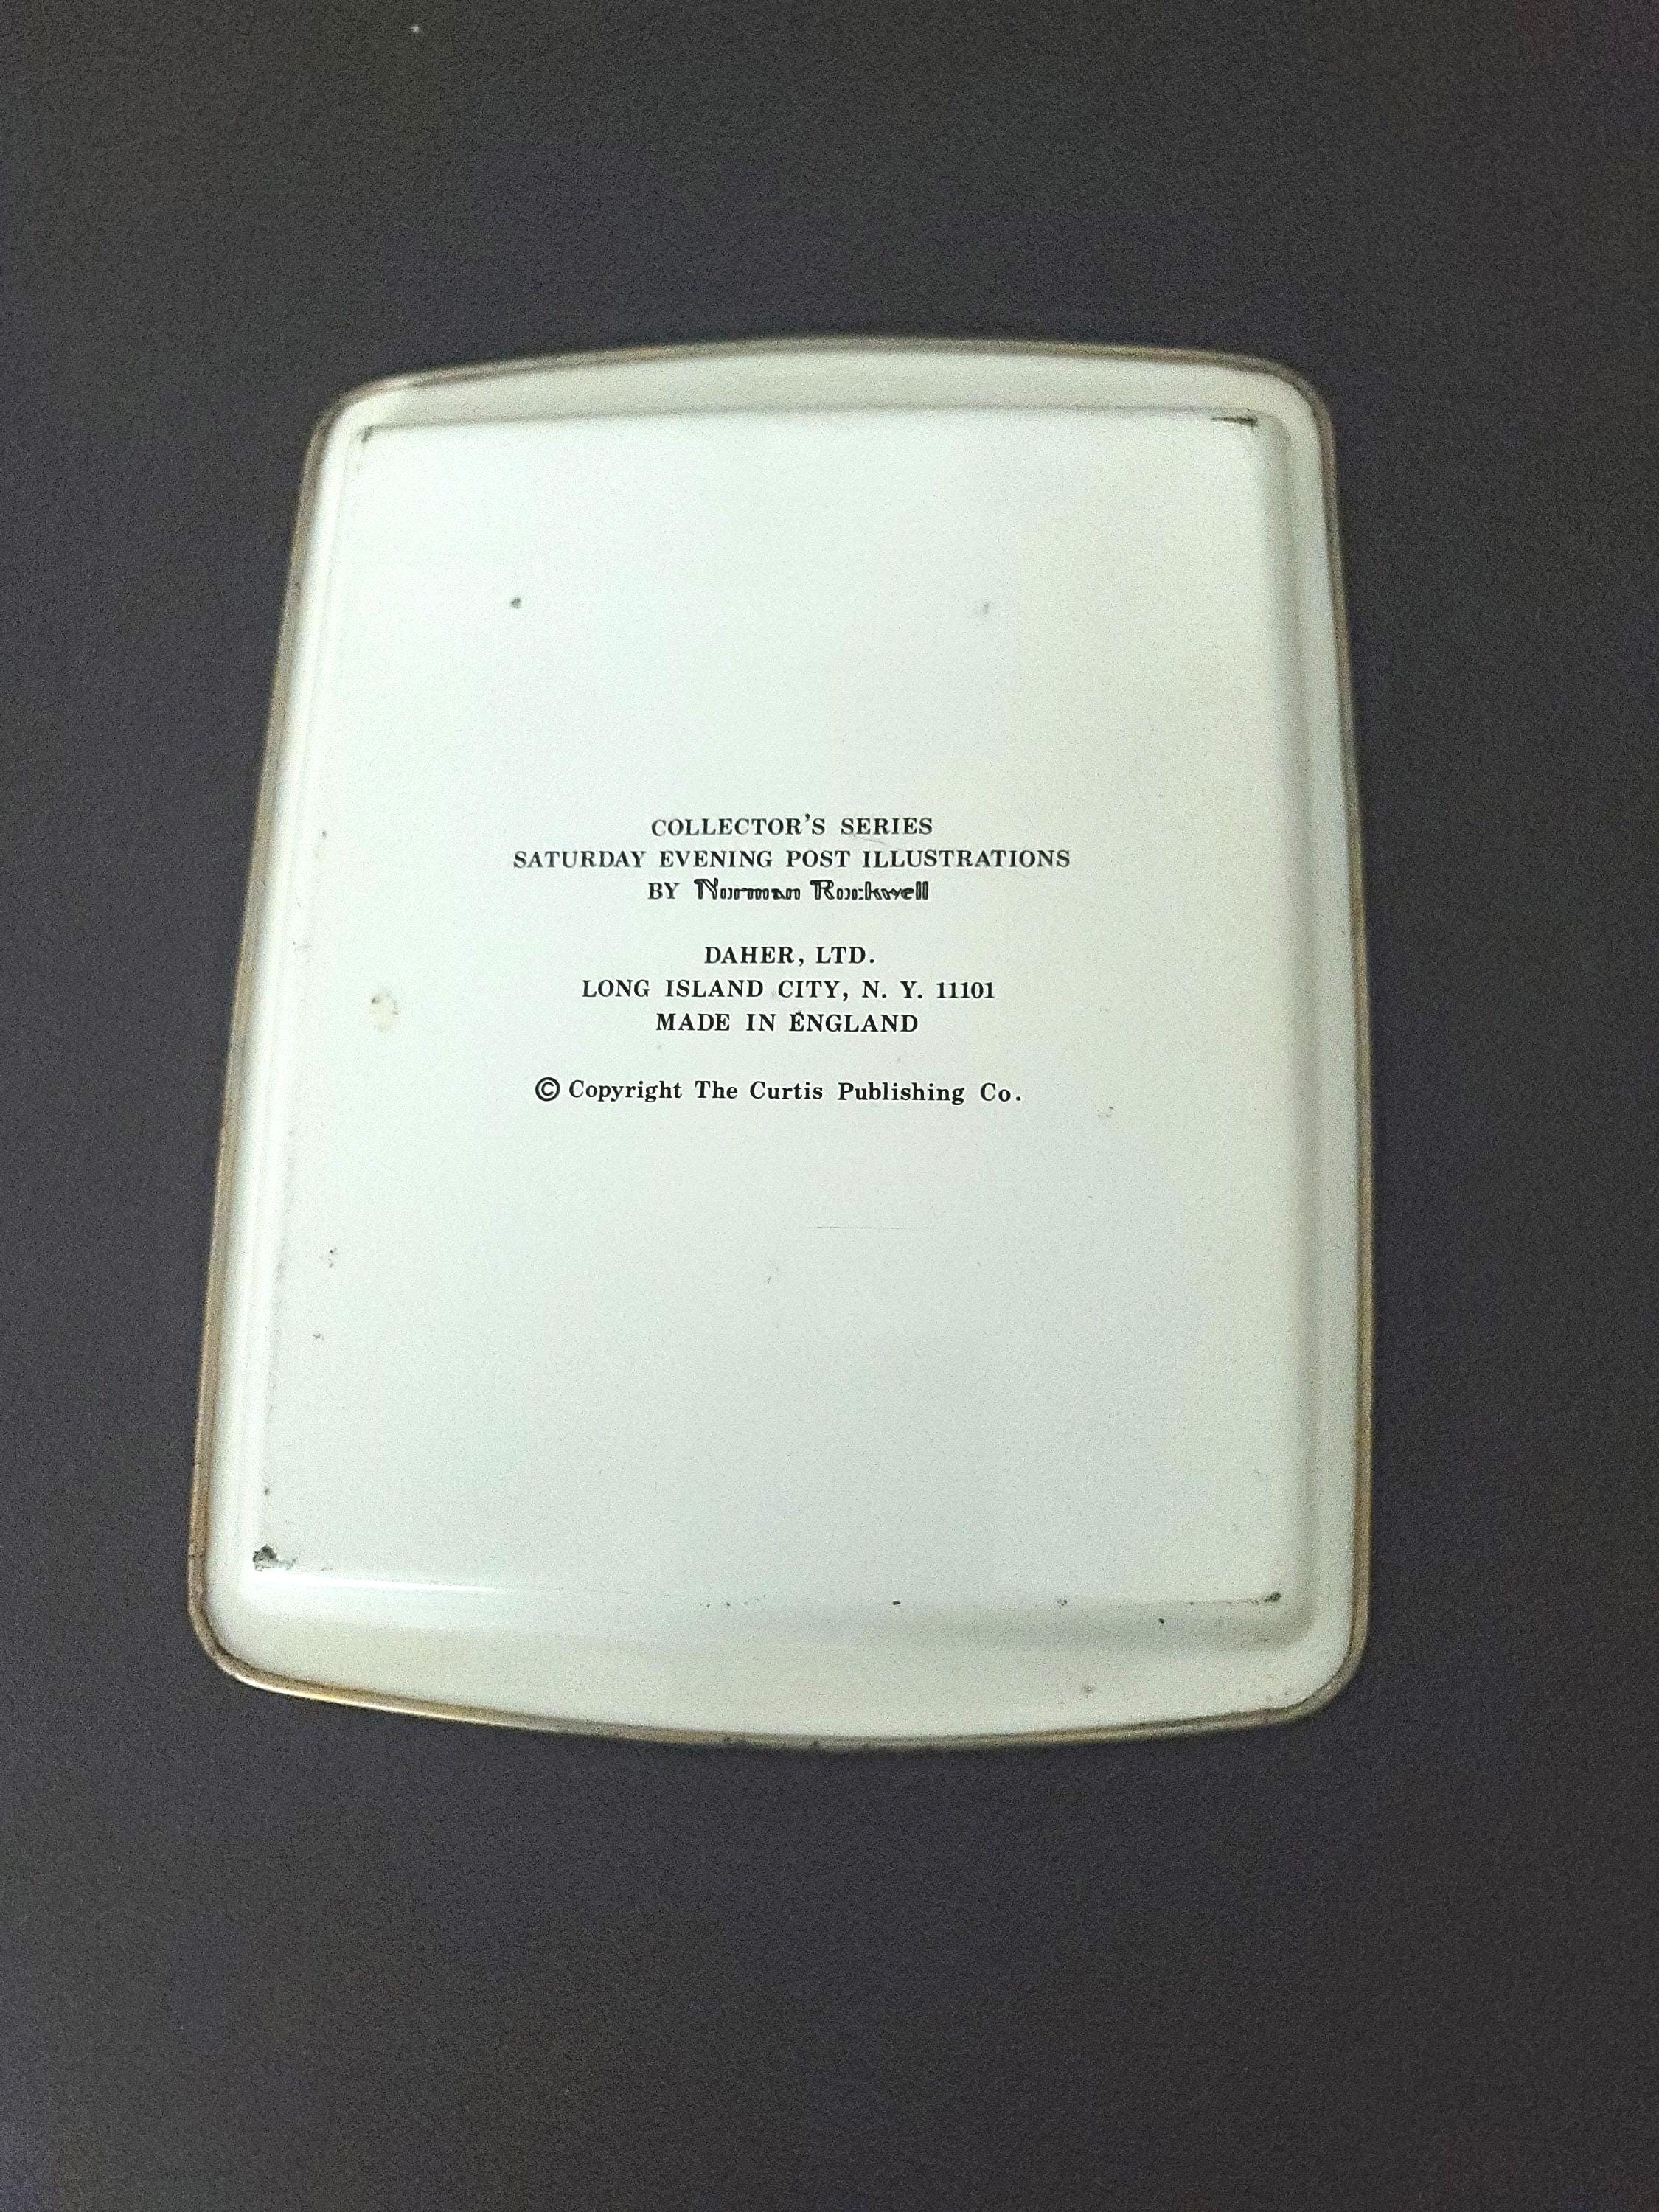 COLLECTOR'S SERIES
SATURDAY EVENING POST ILLUSTRATIONS
BY Norman Rockwell
DAHER, LTD.
LONG ISLAND CITY, N. Y. 11101
MADE IN ENGLAND
© Copyright The Curtis Publishing Co.